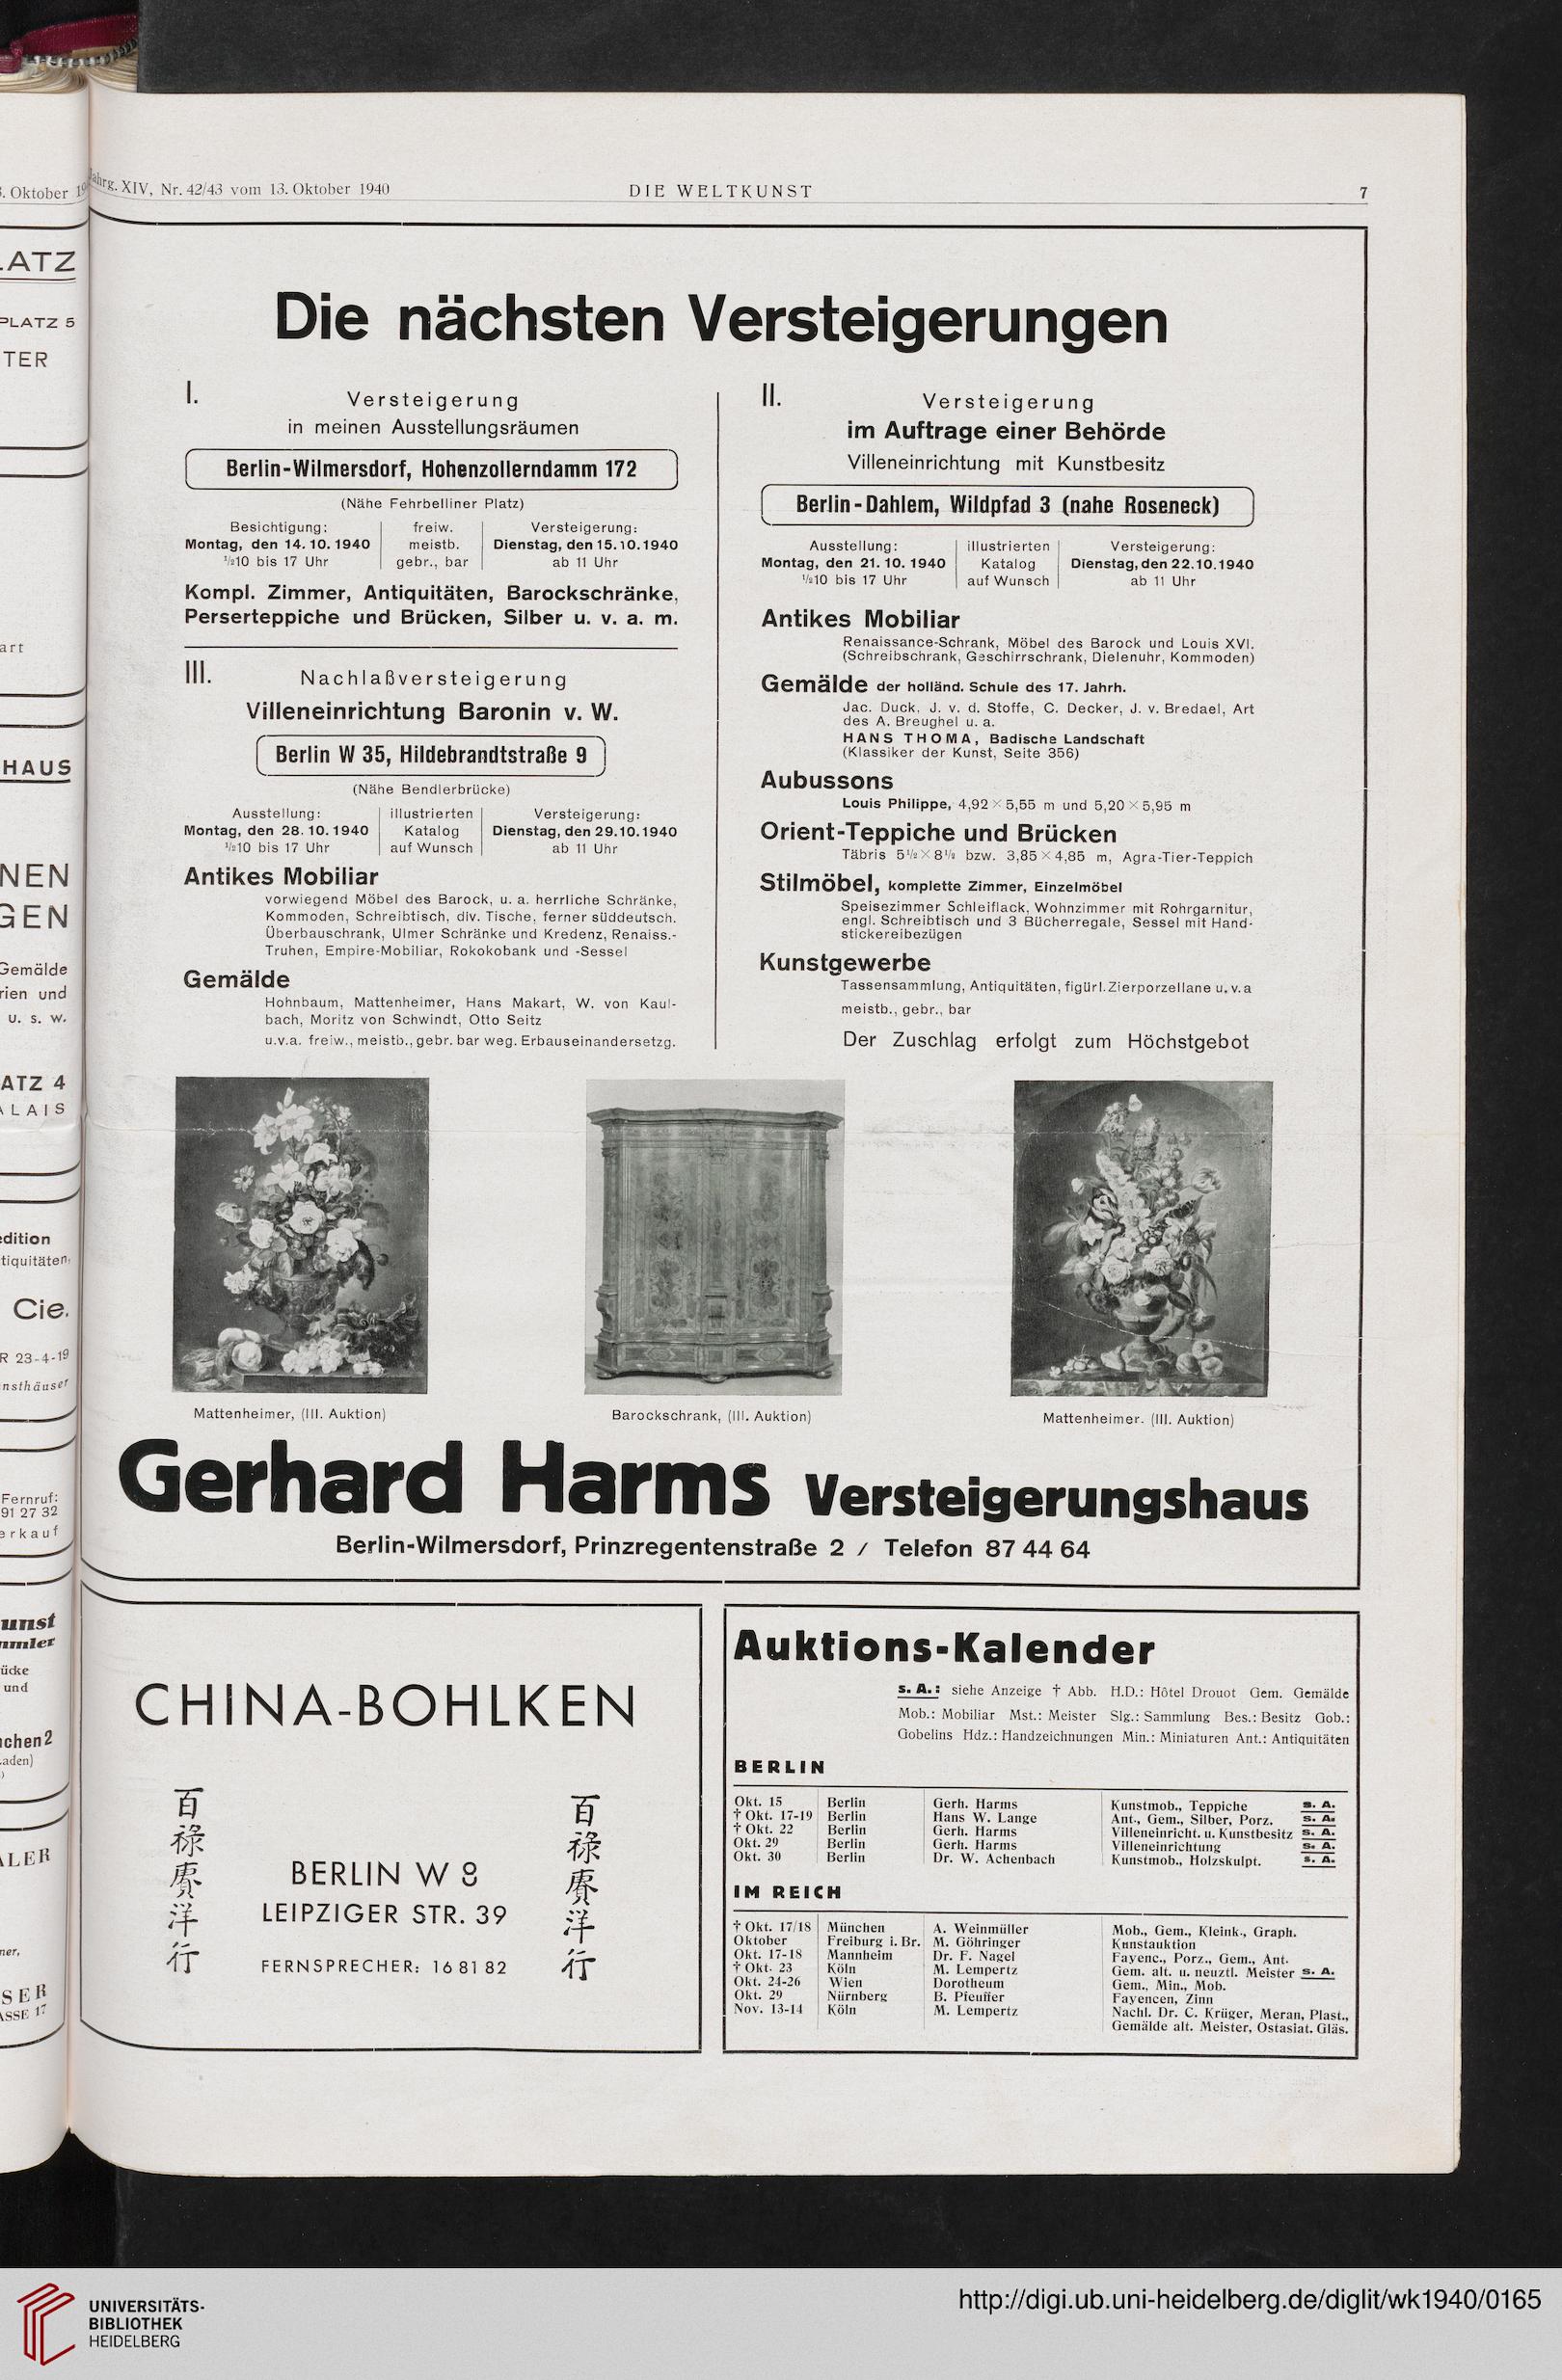 Jahrg. XIV, Nr. 42/43 vom 13. Oktober 1940
DIE WELTKUNST
7
Die nächsten Versteigerungen
I.
Versteigerung
in meinen Ausstellungsräumen
Berlin-Wilmersdorf, Hohenzollerndamm 172
(Nähe Fehrbelliner Platz)
Besichtigung:
Montag, den 14. 10. 1940
½10 bis 17 Uhr
freiw.
meistb.
gebr., bar
Versteigerung:
Dienstag, den 15. 10. 1940
ab 11 Uhr
Kompl. Zimmer, Antiquitäten, Barockschränke,
Perserteppiche und Brücken, Silber u. v. a. m.
III.
Nachlaßversteigerung
Villeneinrichtung Baronin v. W.
Berlin W 35, Hildebrandtstraße 9
(Nähe Bendlerbrücke)
Ausstellung:
Montag, den 28. 10. 1940
½10 bis 17 Uhr
illustrierten
Katalog
auf Wunsch
Versteigerung:
Dienstag, den 29.10.1940
ab 11 Uhr
Antikes Mobiliar
vorwiegend Möbel des Barock, u. a. herrliche Schränke,
Kommoden, Schreibtisch, div. Tische, ferner süddeutsch.
Überbauschrank, Ulmer Schränke und Kredenz, Renaiss.-
Truhen, Empire-Mobiliar, Rokokobank und -Sessel
Gemälde
Hohnbaum, Mattenheimer, Hans Makart, W. von Kaul-
bach, Moritz von Schwindt, Otto Seitz
u.v.a. freiw., meistb., gebr. bar weg. Erbauseinandersetzg.
II.
Versteigerung
im Auftrage einer Behörde
Villeneinrichtung mit Kunstbesitz
Berlin-Dahlem, Wildpfad 3 (nahe Roseneck)
Ausstellung:
Montag, den 21. 10. 1940
½10 bis 17 Uhr
illustrierten
Katalog
auf Wunsch
Versteigerung:
Dienstag, den 22.10.1940
ab 11 Uhr
Antikes Mobiliar
Renaissance-Schrank, Möbel des Barock und Louis XVI.
(Schreibschrank, Geschirrschrank, Dielenuhr, Kommoden)
Gemälde der holländ. Schule des 17. Jahrh.
Jac. Duck, J. v. d. Stoffe, C. Decker, J. v. Bredael, Art
des A. Breughel u. a.
HANS THOMA, Badische Landschaft
(Klassiker der Kunst, Seite 356)
Aubussons
Louis Philippe, 4,92 × 5,55 m und 5,20 × 5,95 m
Orient-Teppiche und Brücken
Täbris 5½ × 8½ bzw. 3,85 × 4,85 m, Agra-Tier-Teppich
Stilmöbel, komplette Zimmer, Einzelmöbel
Speisezimmer Schleiflack, Wohnzimmer mit Rohrgarnitur,
engl. Schreibtisch und 3 Bücherregale, Sessel mit Hand-
stickereibezügen
Kunstgewerbe
Tassensammlung, Antiquitäten, figürl. Zierporzellane u. v. a
meistb., gebr., bar
Der Zuschlag erfolgt zum Höchstgebot
Mattenheimer, (III. Auktion)
Barockschrank, (III. Auktion)
Mattenheimer. (III. Auktion)
Gerhard Harms Versteigerungshaus
Berlin-Wilmersdorf, Prinzregentenstraße 2 / Telefon 87 44 64
CHINA-BOHLKEN
百祿賡洋行
BERLIN W 8
LEIPZIGER STR. 39
FERNSPRECHER: 16 81 82
百祿賡洋行
Auktions-Kalender
s. A.: siehe Anzeige † Abb. H.D.: Hôtel Drouot Gem. Gemälde
Mob.: Mobiliar Mst.: Meister Slg.: Sammlung Bes.: Besitz Gob.:
Gobelins Hdz.: Handzeichnungen Min.: Miniaturen Ant.: Antiquitäten
BERLIN
Okt. 15 Berlin Gerh. Harms Kunstmob., Teppiche s. A.
† Okt. 17-19 Berlin Hans W. Lange Ant., Gem., Silber, Porz. s. A.
† Okt. 22 Berlin Gerh. Harms Villeneinricht. u. Kunstbesitz s. A.
Okt. 29 Berlin Gerh. Harms Villeneinrichtung s. A.
Okt. 30 Berlin Dr. W. Achenbach Kunstmob., Holzskulpt. s. A.
IM REICH
† Okt. 17/18 München A. Weinmüller Mob., Gem., Kleink., Graph.
Oktober Freiburg i. Br. M. Göhringer Kunstauktion
Okt. 17-18 Mannheim Dr. F. Nagel Fayenc., Porz., Gem., Ant.
† Okt. 23 Köln M. Lempertz Gem. alt. u. neuztl. Meister s. A.
Okt. 24-26 Wien Dorotheum Gem., Min., Mob.
Okt. 29 Nürnberg B. Pfeuffer Fayencen, Zinn
Nov. 13-14 Köln M. Lempertz Nachl. Dr. C. Krüger, Meran, Plast.,
Gemälde alt. Meister, Ostasiat. Gläs.
UNIVERSITÄTS-
BIBLIOTHEK
HEIDELBERG
http://digi.ub.uni-heidelberg.de/diglit/wk1940/0165